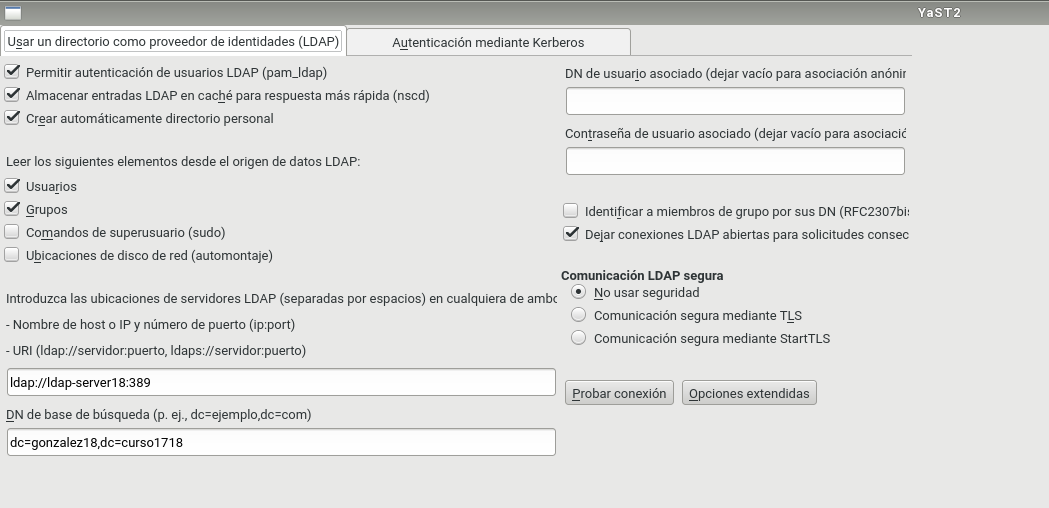 YaST2
Usar un directorio como proveedor de identidades (LDAP)
Autenticación mediante Kerberos
Permitir autenticación de usuarios LDAP (pam_ldap)
Almacenar entradas LDAP en caché para respuesta más rápida (nscd)
Crear automáticamente directorio personal
Leer los siguientes elementos desde el origen de datos LDAP:
Usuarios
Grupos
Comandos de superusuario (sudo)
Ubicaciones de disco de red (automontaje)
Introduzca las ubicaciones de servidores LDAP (separadas por espacios) en cualquiera de ambo
- Nombre de host o IP y número de puerto (ip:port)
- URI (ldap://servidor:puerto, ldaps://servidor:puerto)
ldap://ldap-server18:389
DN de base de búsqueda (p. ej., dc=ejemplo,dc=com)
dc=gonzalez18,dc=curso1718
DN de usuario asociado (dejar vacío para asociación anónir
Contraseña de usuario asociado (dejar vacío para asociació
Identificar a miembros de grupo por sus DN (RFC2307bis
Dejar conexiones LDAP abiertas para solicitudes consec
Comunicación LDAP segura
No usar seguridad
Comunicación segura mediante TLS
Comunicación segura mediante StartTLS
Probar conexión
Opciones extendidas